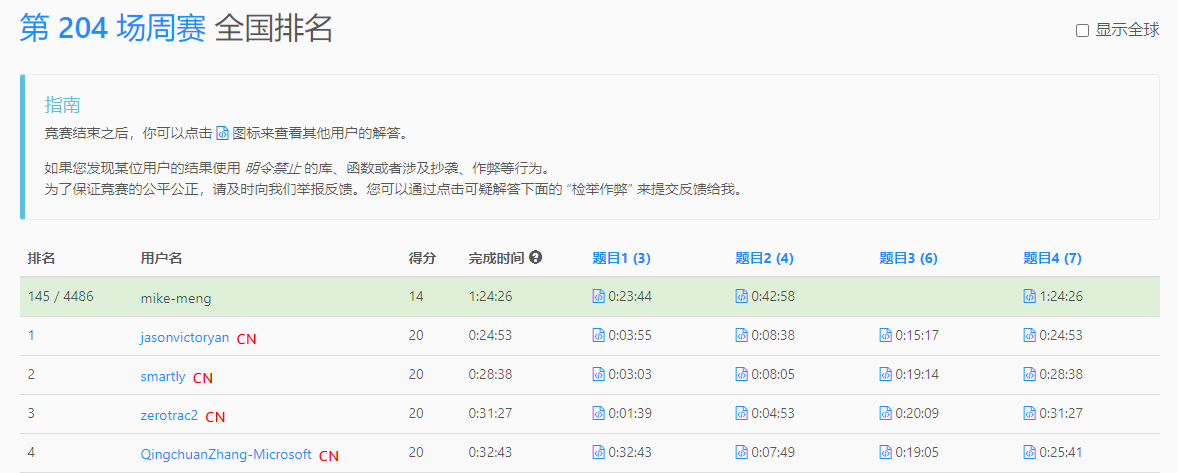 第 204 场周赛 全国排名
显示全球
指南
竞赛结束之后，你可以点击 图标来查看其他用户的解答。
如果您发现某位用户的结果使用 明令禁止 的库、函数或者涉及抄袭、作弊等行为。
为了保证竞赛的公平公正，请及时向我们举报反馈。您可以通过点击可疑解答下面的 “检举作弊” 来提交反馈给我。
排名 用户名 得分 完成时间 题目1 (3) 题目2 (4) 题目3 (6) 题目4 (7)
145 / 4486 mike-meng 14 1:24:26 0:23:44 0:42:58 1:24:26
1 jasonvictoryan CN 20 0:24:53 0:03:55 0:08:38 0:15:17 0:24:53
2 smartly CN 20 0:28:38 0:03:03 0:08:05 0:19:14 0:28:38
3 zerotrac2 CN 20 0:31:27 0:01:39 0:04:53 0:20:09 0:31:27
4 QingchuanZhang-Microsoft CN 20 0:32:43 0:32:43 0:07:49 0:19:05 0:25:41